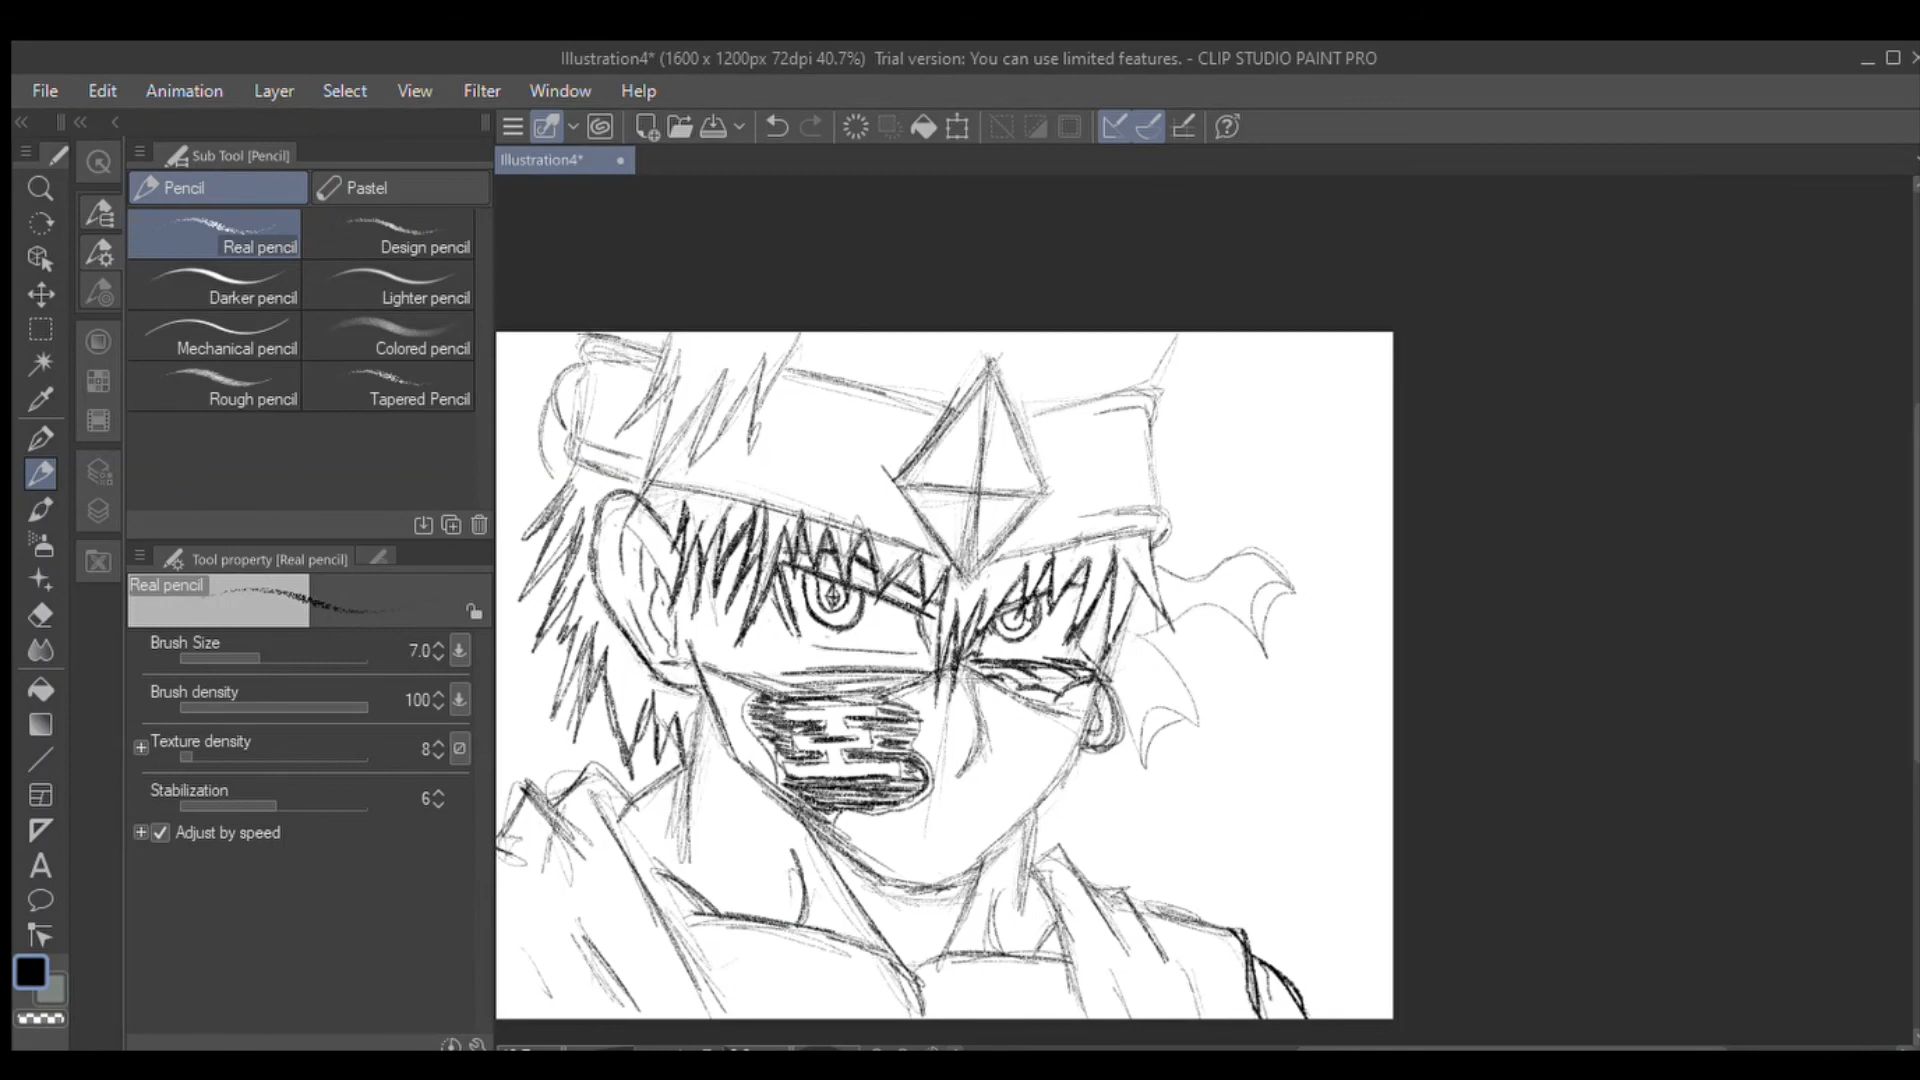 Illustration4* (1600 x 1200px 72dpi 40.7%)  Trial version: You can use limited features. - CLIP STUDIO PAINT PRO
File Edit Animation Layer Select View Filter Window Help
Sub Tool [Pencil]
Illustration4*
Pencil Pastel
Real pencil Design pencil
Darker pencil Lighter pencil
Mechanical pencil Colored pencil
Rough pencil Tapered Pencil
Tool property [Real pencil]
Real pencil
Brush Size 7.0
Brush density 100
Texture density 8
Stabilization 6
Adjust by speed